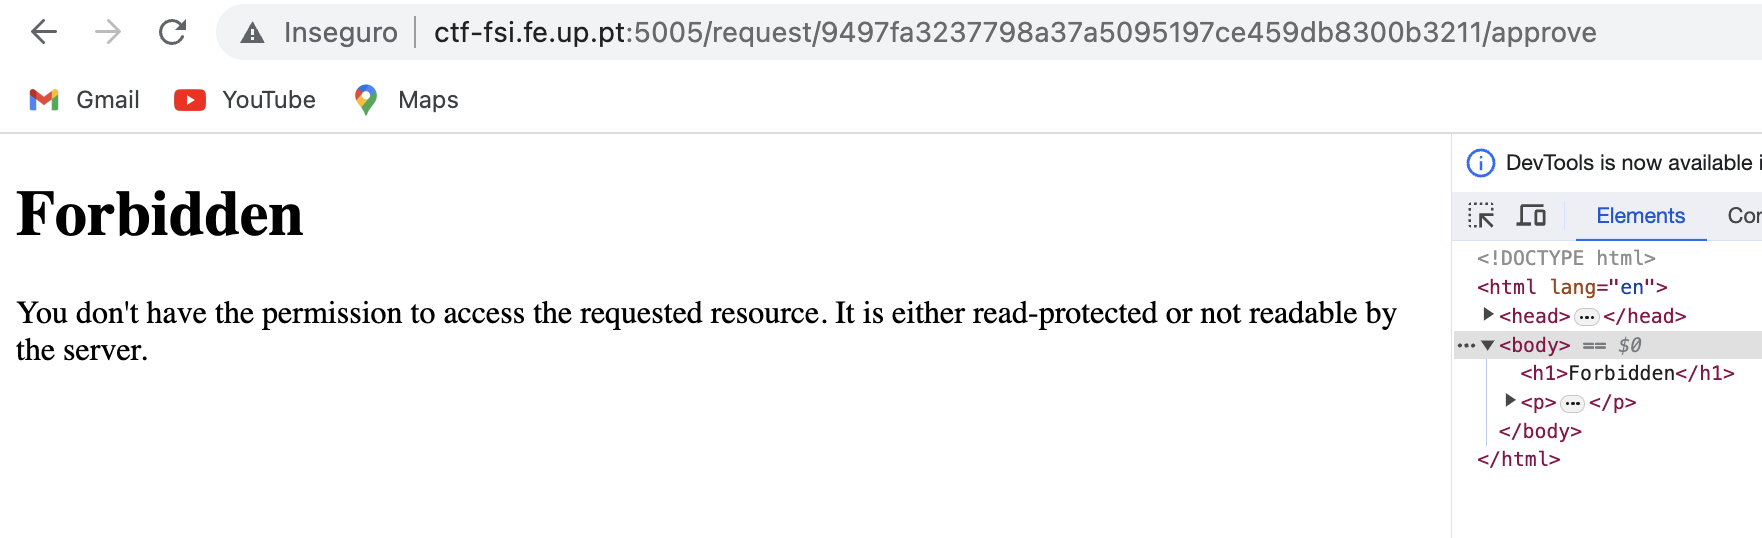 Inseguro
ctf-fsi.fe.up.pt:5005/request/9497fa3237798a37a5095197ce459db8300b3211/approve
Gmail YouTube Maps
Forbidden
You don't have the permission to access the requested resource. It is either read-protected or not readable by
the server.
DevTools is now available i
Elements Cor
<!DOCTYPE html>
<html lang="en">
<head>…</head>
<body> == $0
<h1>Forbidden</h1>
<p>…</p>
</body>
</html>